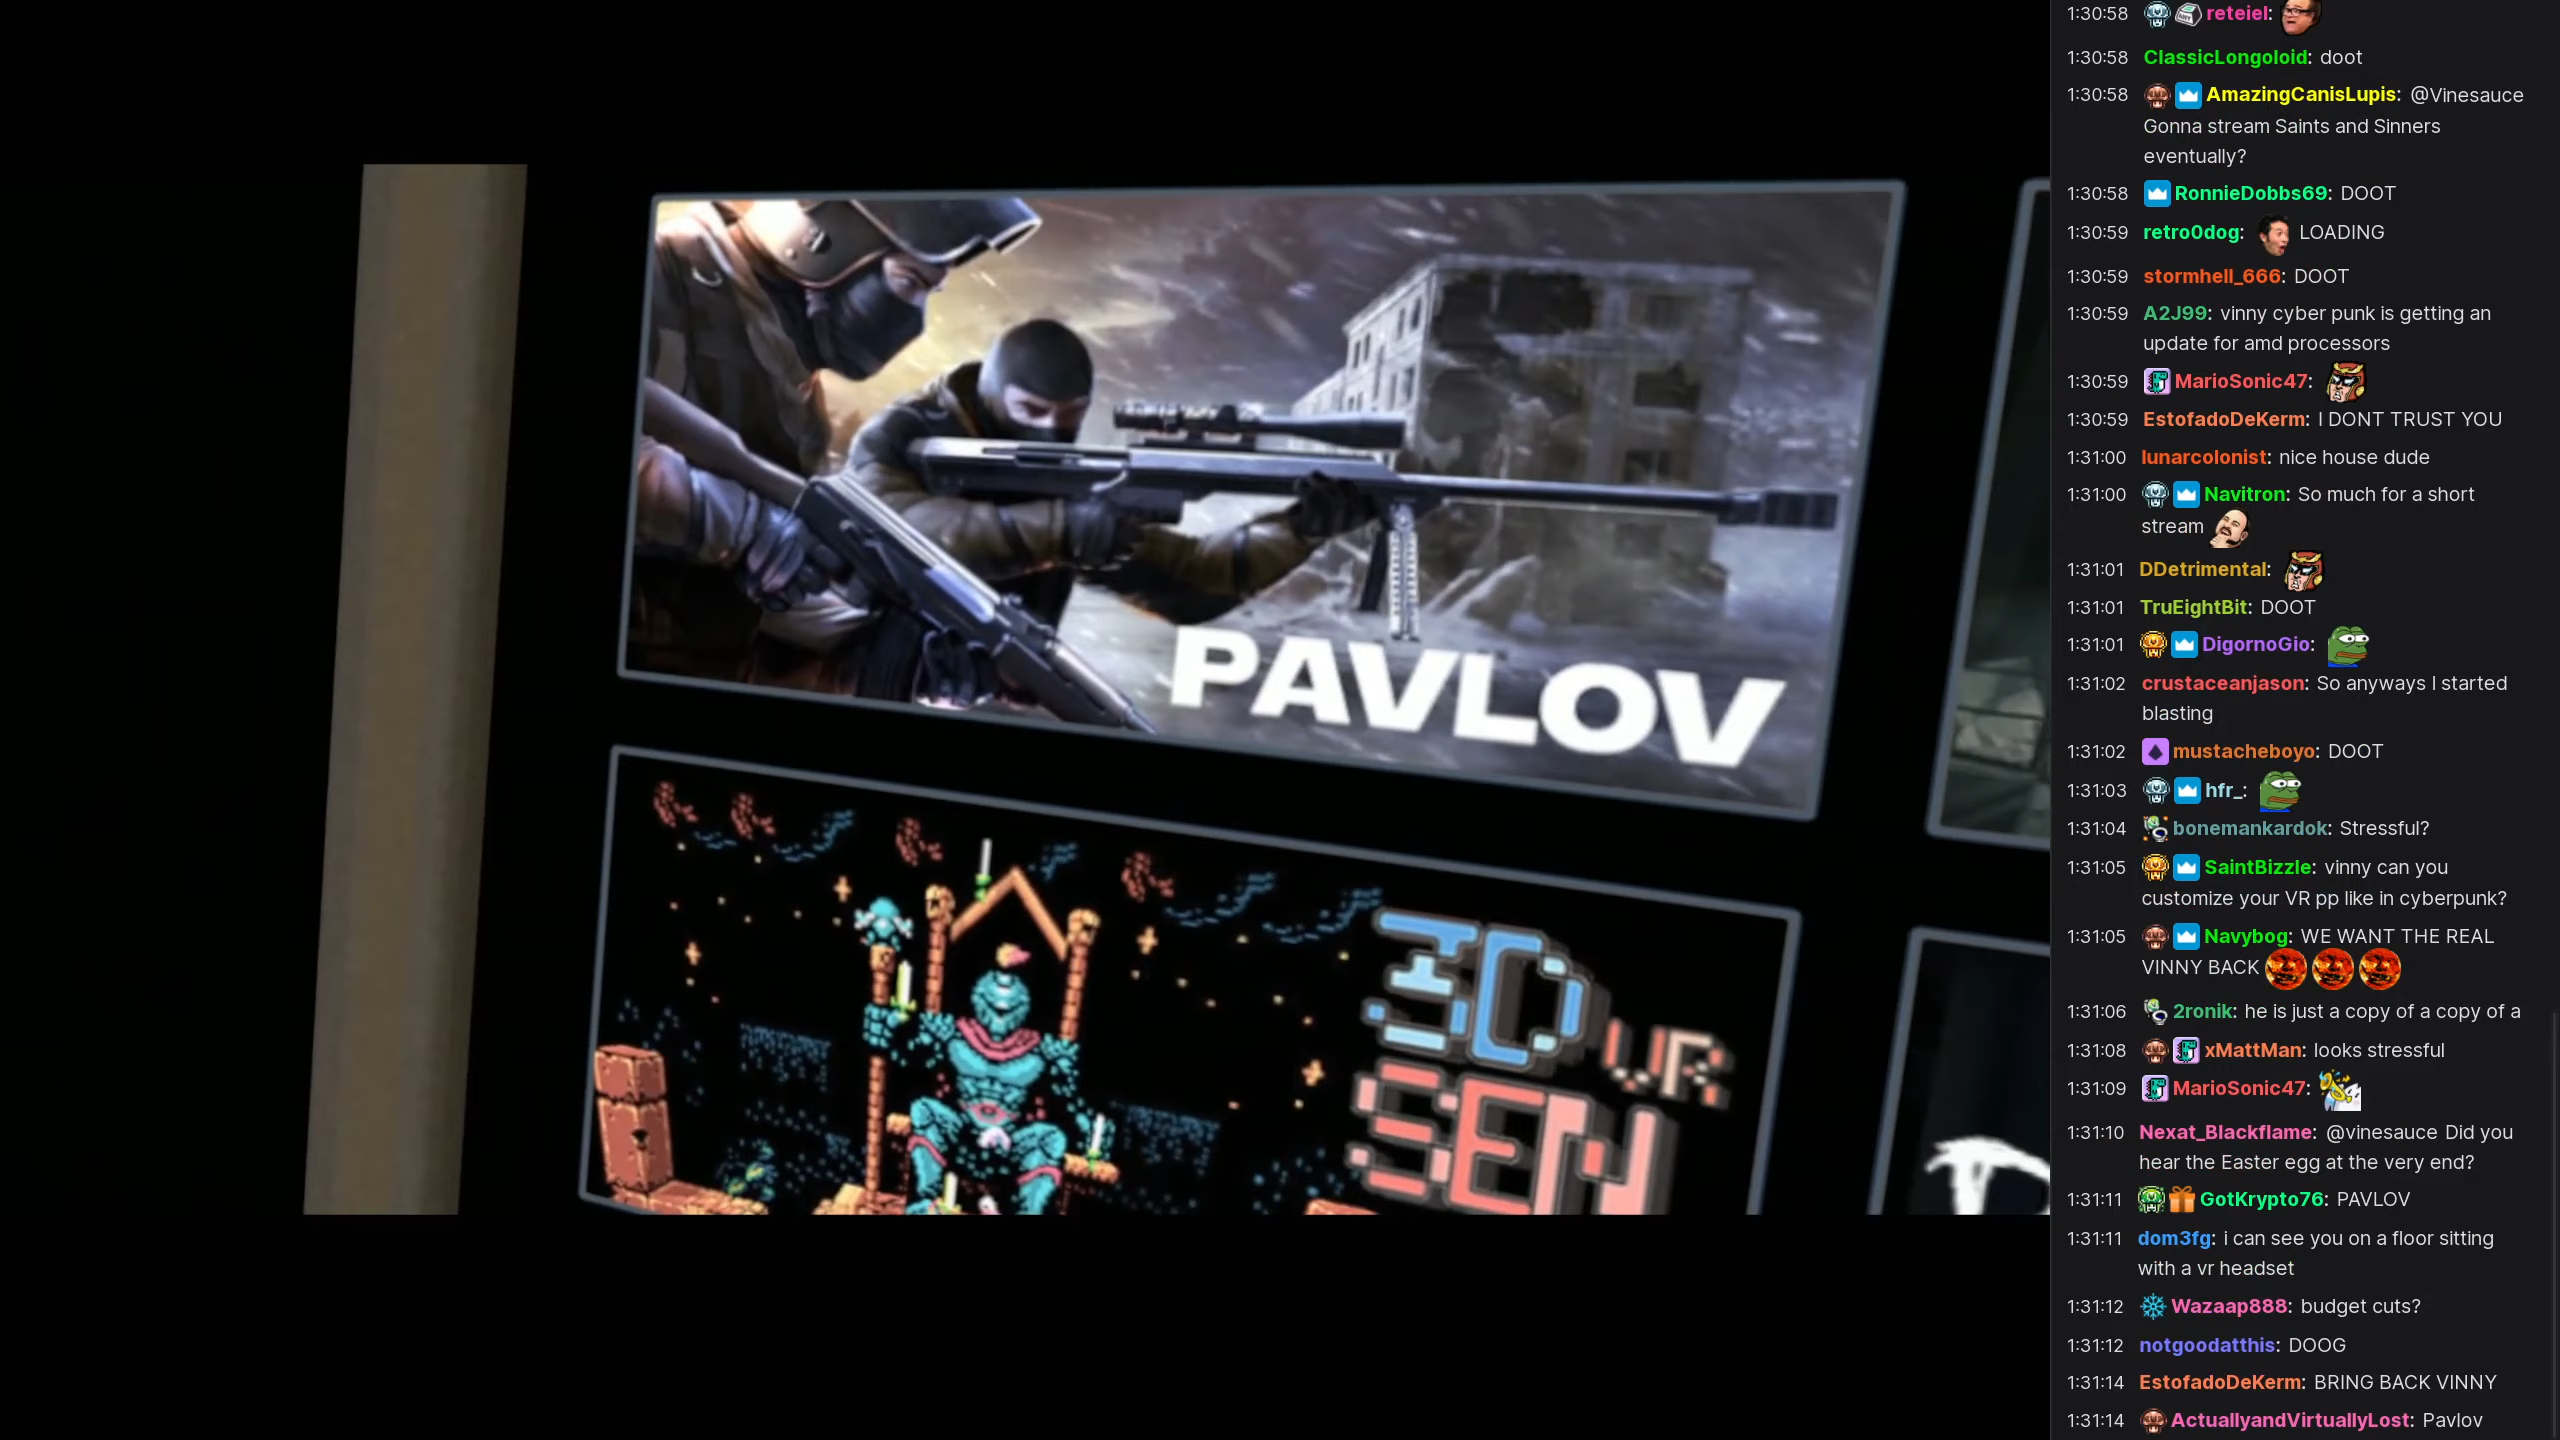 PAVLOV
3D VR
SEN
1:30:58 reteiel:
1:30:58 ClassicLongoloid: doot
1:30:58 AmazingCanisLupis: @Vinesauce
Gonna stream Saints and Sinners
eventually?
1:30:58 RonnieDobbs69: DOOT
1:30:59 retro0dog: LOADING
1:30:59 stormhell_666: DOOT
1:30:59 A2J99: vinny cyber punk is getting an
update for amd processors
1:30:59 MarioSonic47:
1:30:59 EstofadoDeKerm: I DONT TRUST YOU
1:31:00 lunarcolonist: nice house dude
1:31:00 Navitron: So much for a short
stream
1:31:01 DDetrimental:
1:31:01 TruEightBit: DOOT
1:31:01 DigornoGio:
1:31:02 crustaceanjason: So anyways I started
blasting
1:31:02 mustacheboyo: DOOT
1:31:03 hfr_:
1:31:04 bonemankardok: Stressful?
1:31:05 SaintBizzle: vinny can you
customize your VR pp like in cyberpunk?
1:31:05 Navybog: WE WANT THE REAL
VINNY BACK
1:31:06 2ronik: he is just a copy of a copy of a
1:31:08 xMattMan: looks stressful
1:31:09 MarioSonic47:
1:31:10 Nexat_Blackflame: @vinesauce Did you
hear the Easter egg at the very end?
1:31:11 GotKrypto76: PAVLOV
1:31:11 dom3fg: i can see you on a floor sitting
with a vr headset
1:31:12 Wazaap888: budget cuts?
1:31:12 notgoodatthis: DOOG
1:31:14 EstofadoDeKerm: BRING BACK VINNY
1:31:14 ActuallyandVirtuallyLost: Pavlov